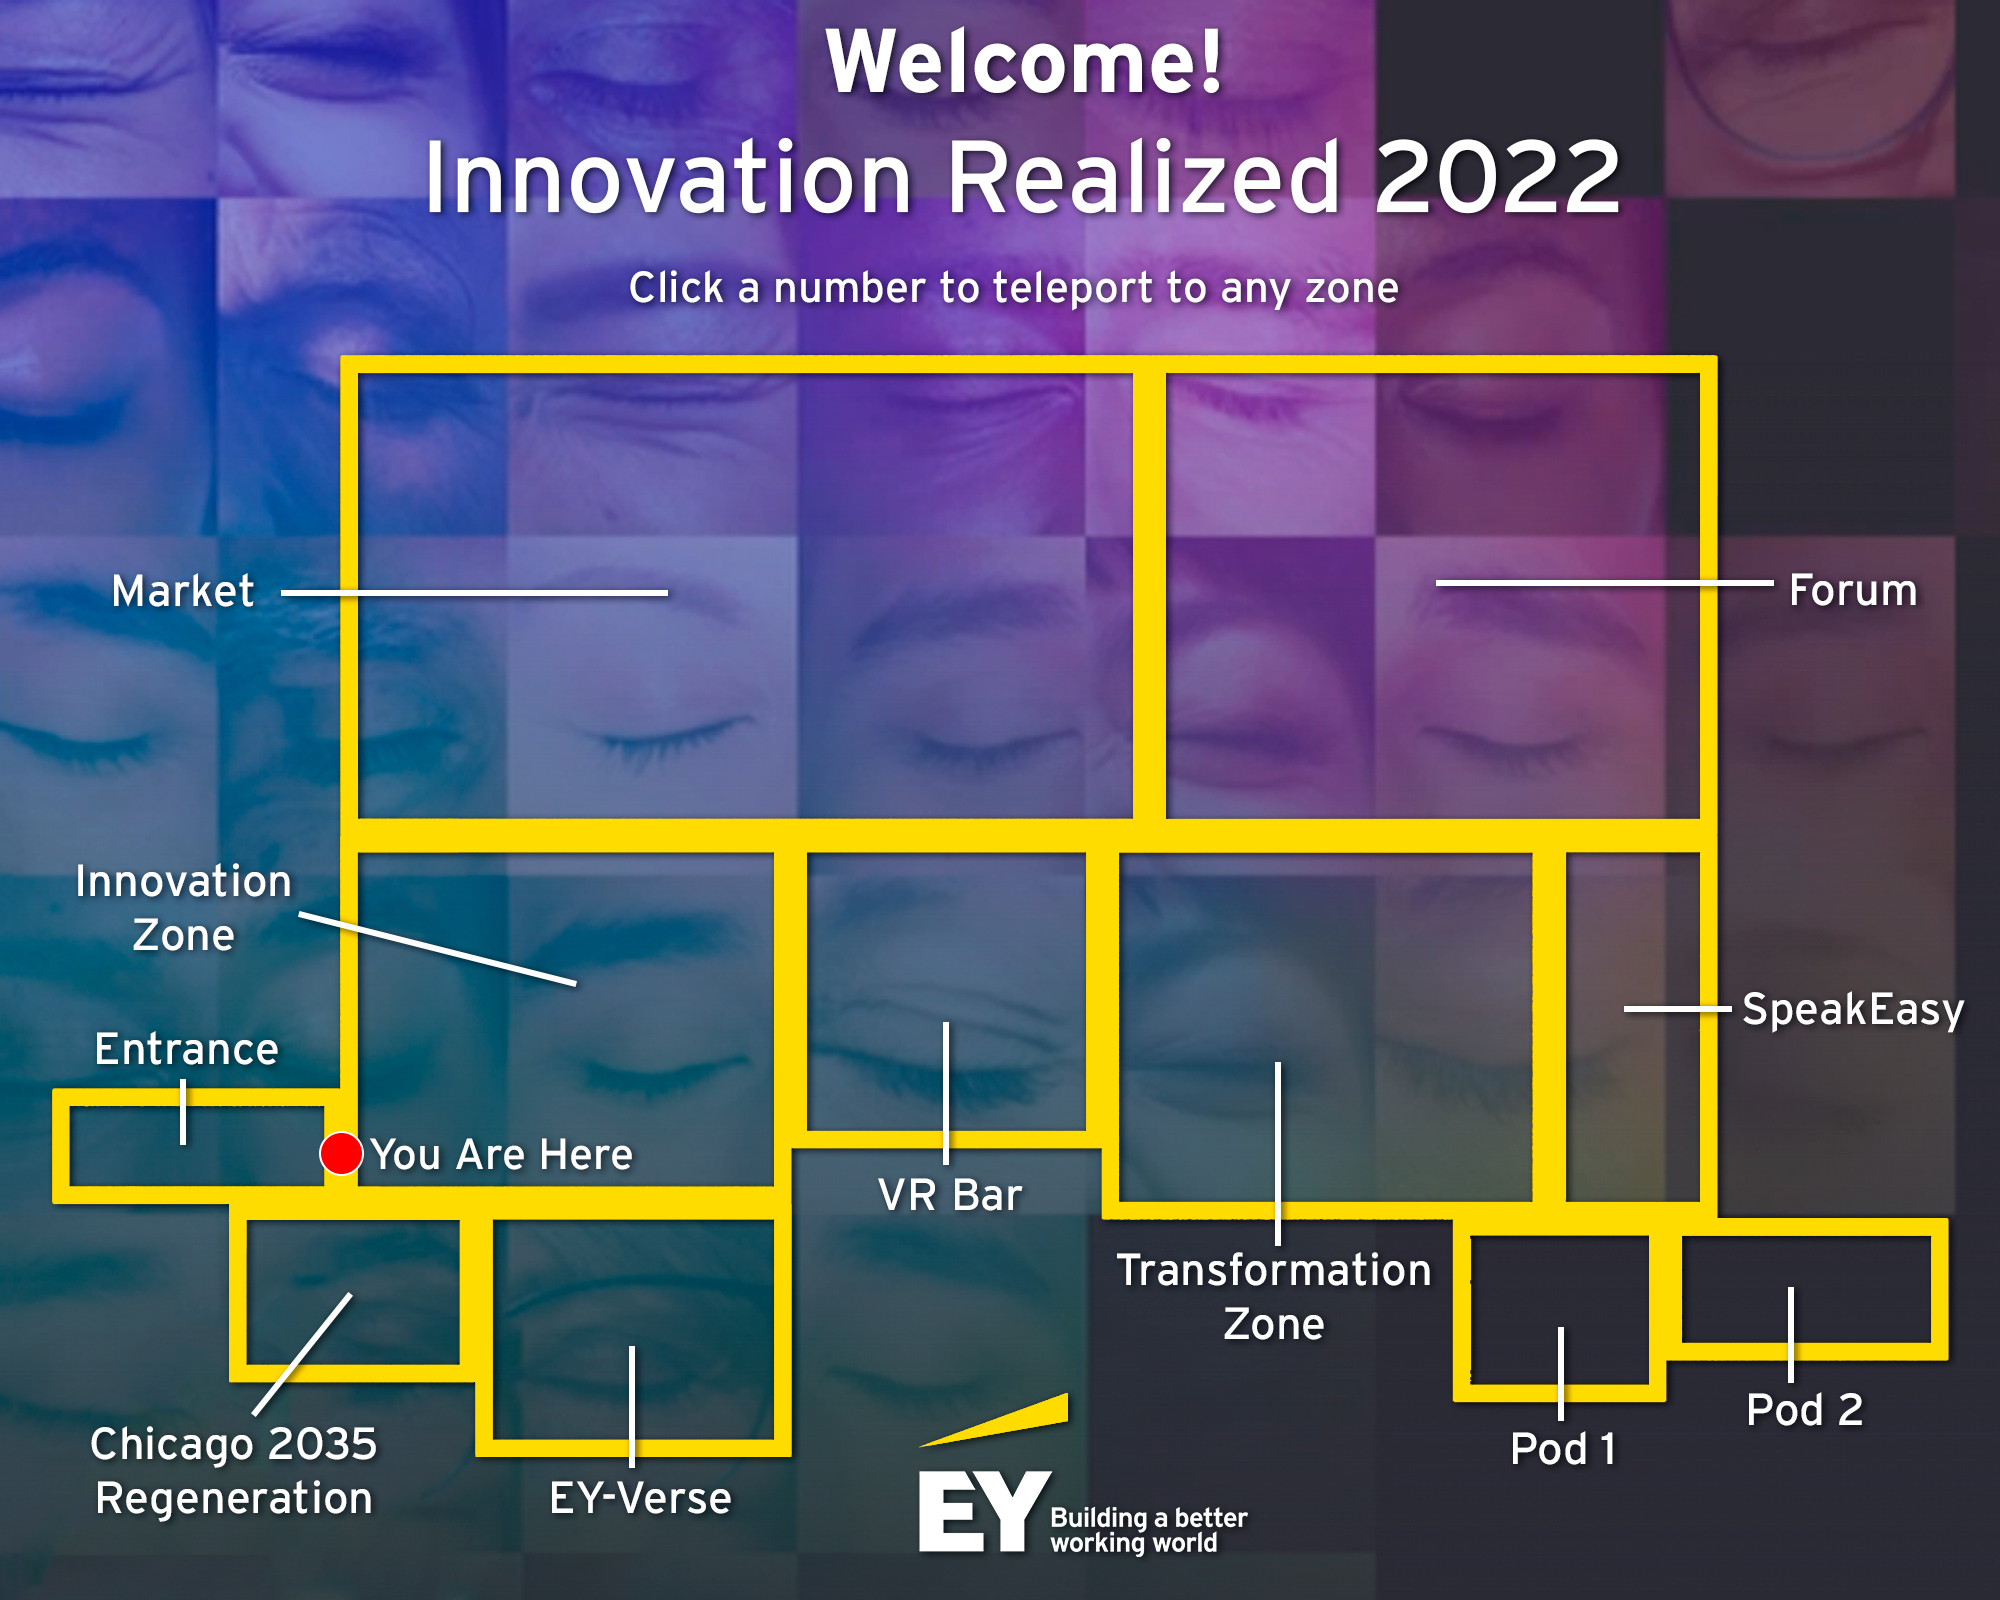 Welcome!
Innovation Realized 2022
Click a number to teleport to any zone
Market
Forum
Innovation
Zone
SpeakEasy
Entrance
You Are Here
VR Bar
Transformation
Zone
Pod 2
Pod 1
Chicago 2035
Regeneration
EY-Verse
EY
Building a better
working world